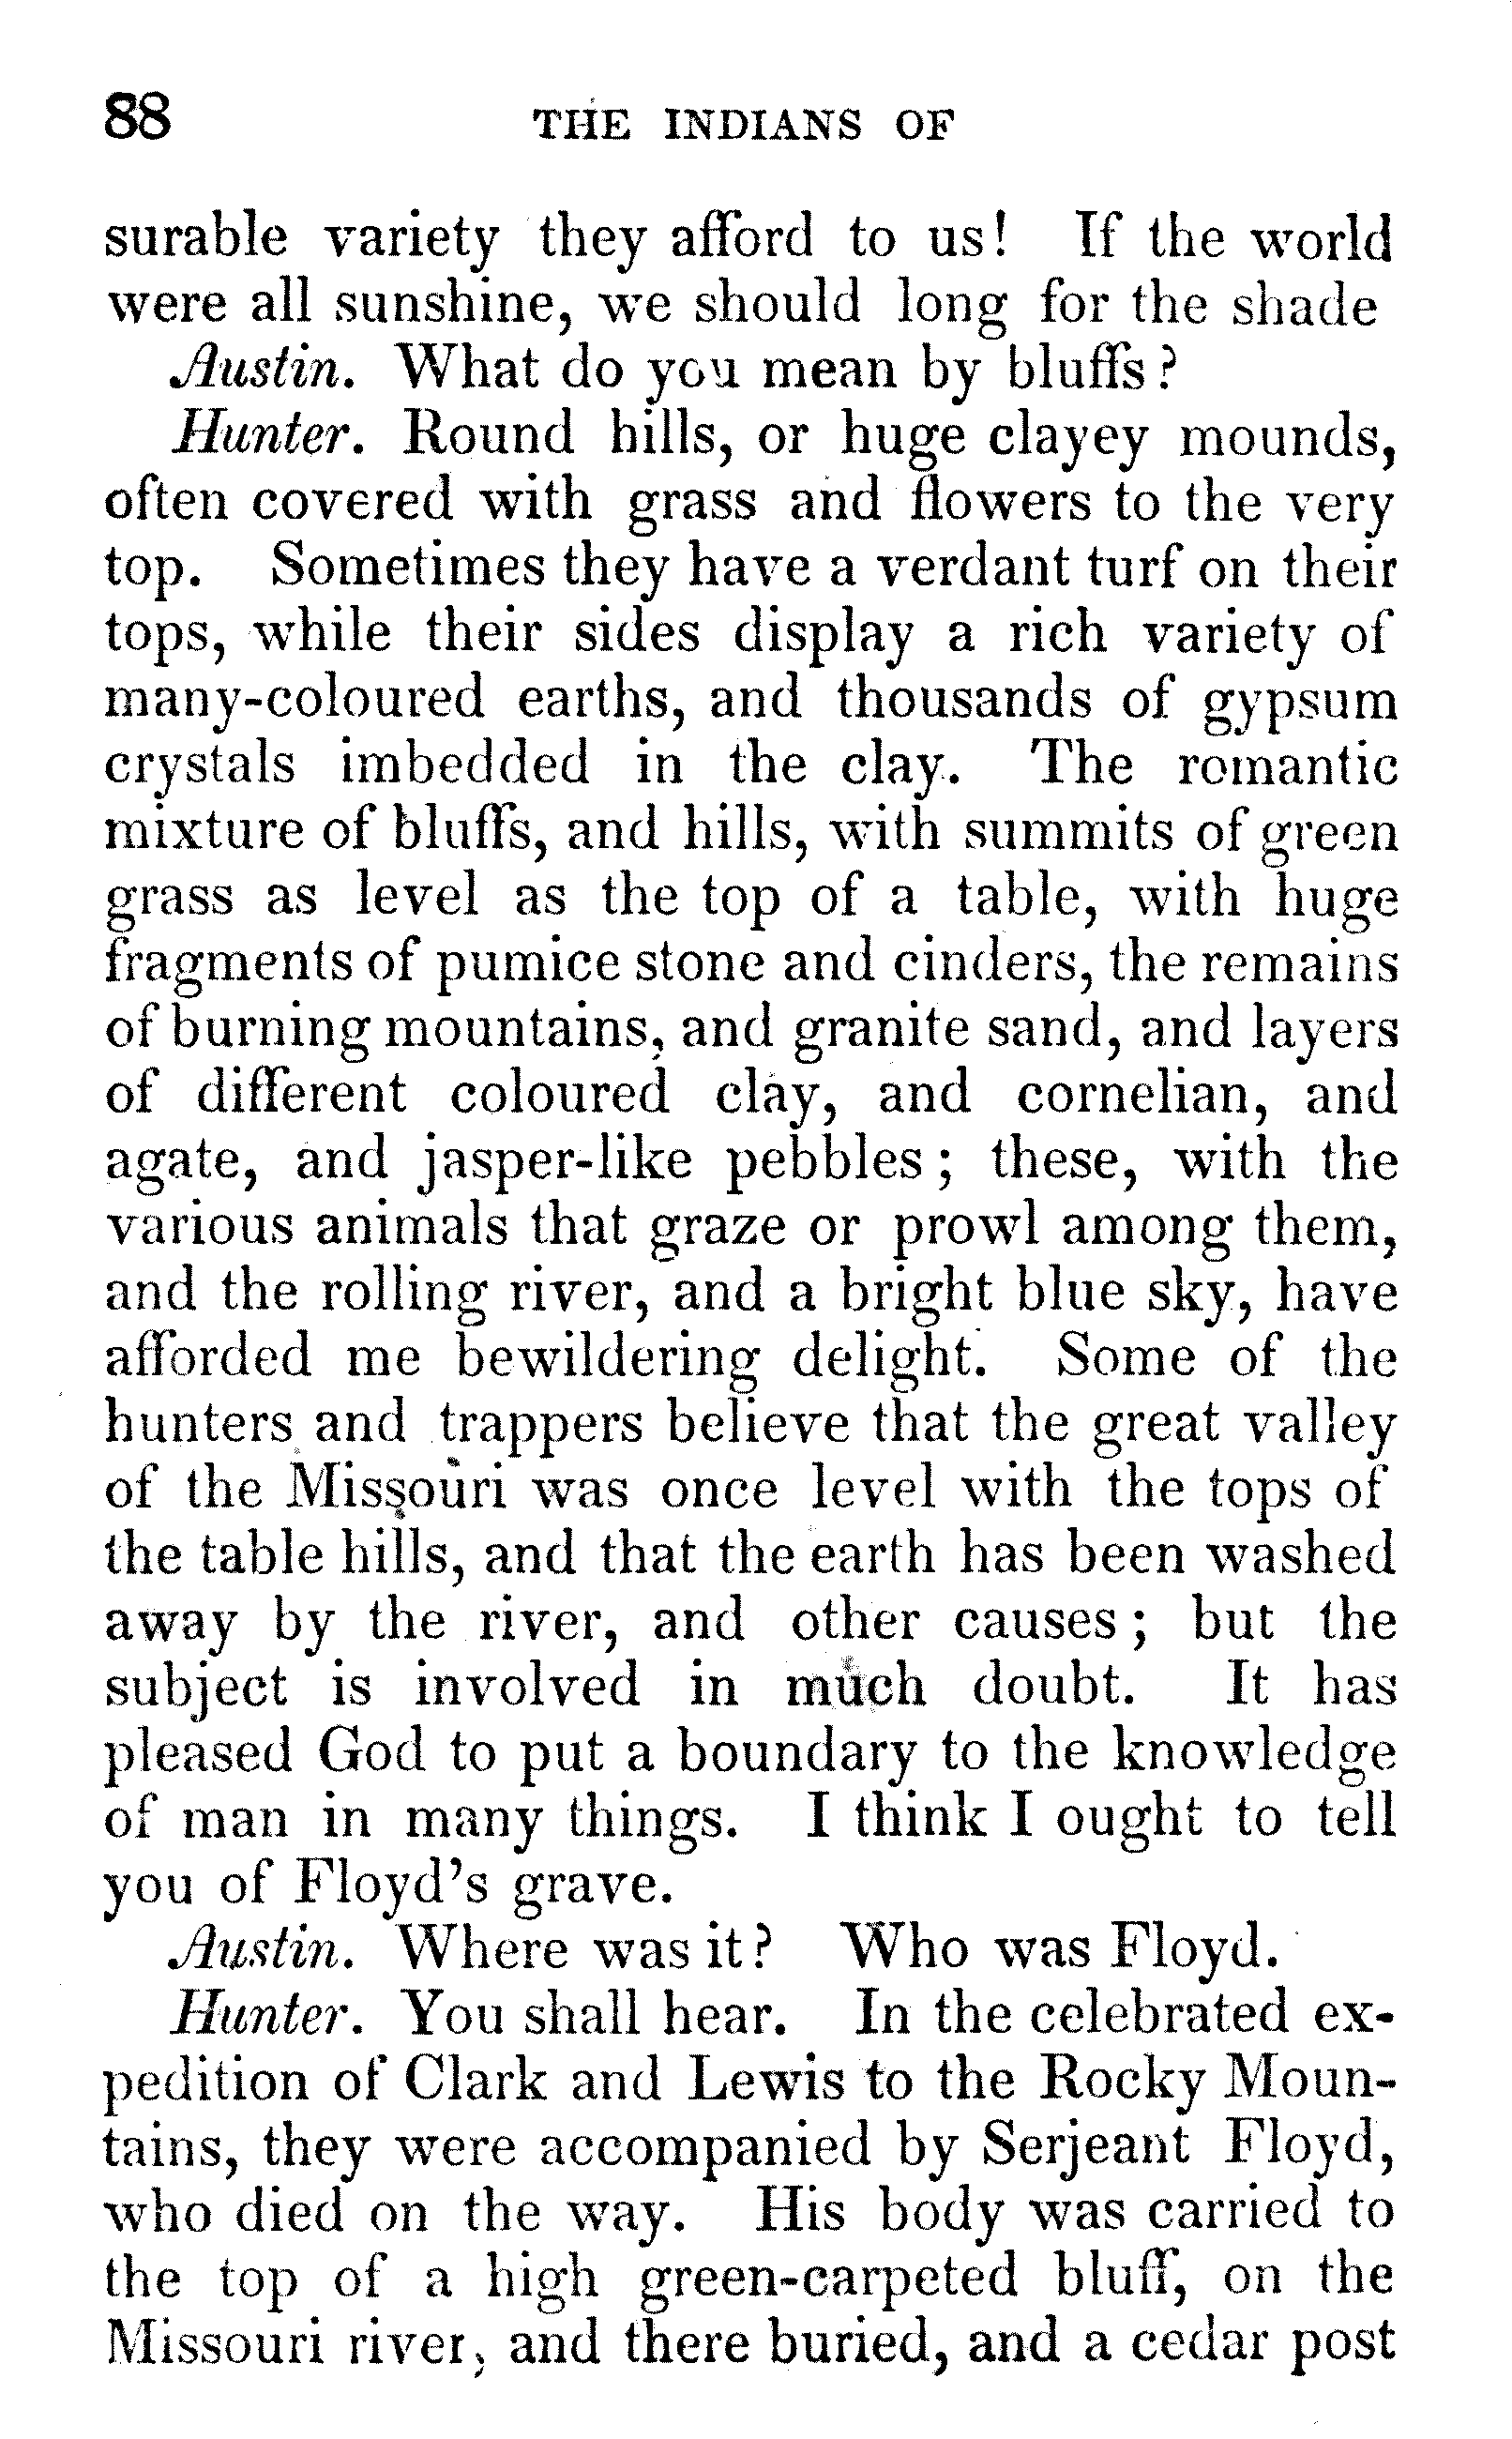 88 THE INDIANS OF
surable variety they afford to us! If the world
were all sunshine, we should long for the shade
Austin. What do you mean by bluffs?
Hunter. Round hills, or huge clayey mounds,
often covered with grass and flowers to the very
top. Sometimes they have a verdant turf on their
tops, while their sides display a rich variety of
many-coloured earths, and thousands of gypsum
crystals imbedded in the clay. The romantic
mixture of bluffs, and hills, with summits of green
grass as level as the top of a table, with huge
fragments of pumice stone and cinders, the remains
of burning mountains, and granite sand, and layers
of different coloured clay, and cornelian, and
agate, and jasper-like pebbles; these, with the
various animals that graze or prowl among them,
and the rolling river, and a bright blue sky, have
afforded me bewildering delight. Some of the
hunters and trappers believe that the great valley
of the Missouri was once level with the tops of
the table hills, and that the earth has been washed
away by the river, and other causes; but the
subject is involved in much doubt. It has
pleased God to put a boundary to the knowledge
of man in many things. I think I ought to tell
you of Floyd's grave.
Austin. Where was it? Who was Floyd.
Hunter. You shall hear. In the celebrated ex-
pedition of Clark and Lewis to the Rocky Moun-
tains, they were accompanied by Serjeant Floyd,
who died on the way. His body was carried to
the top of a high green-carpeted bluff, on the
Missouri river, and there buried, and a cedar post